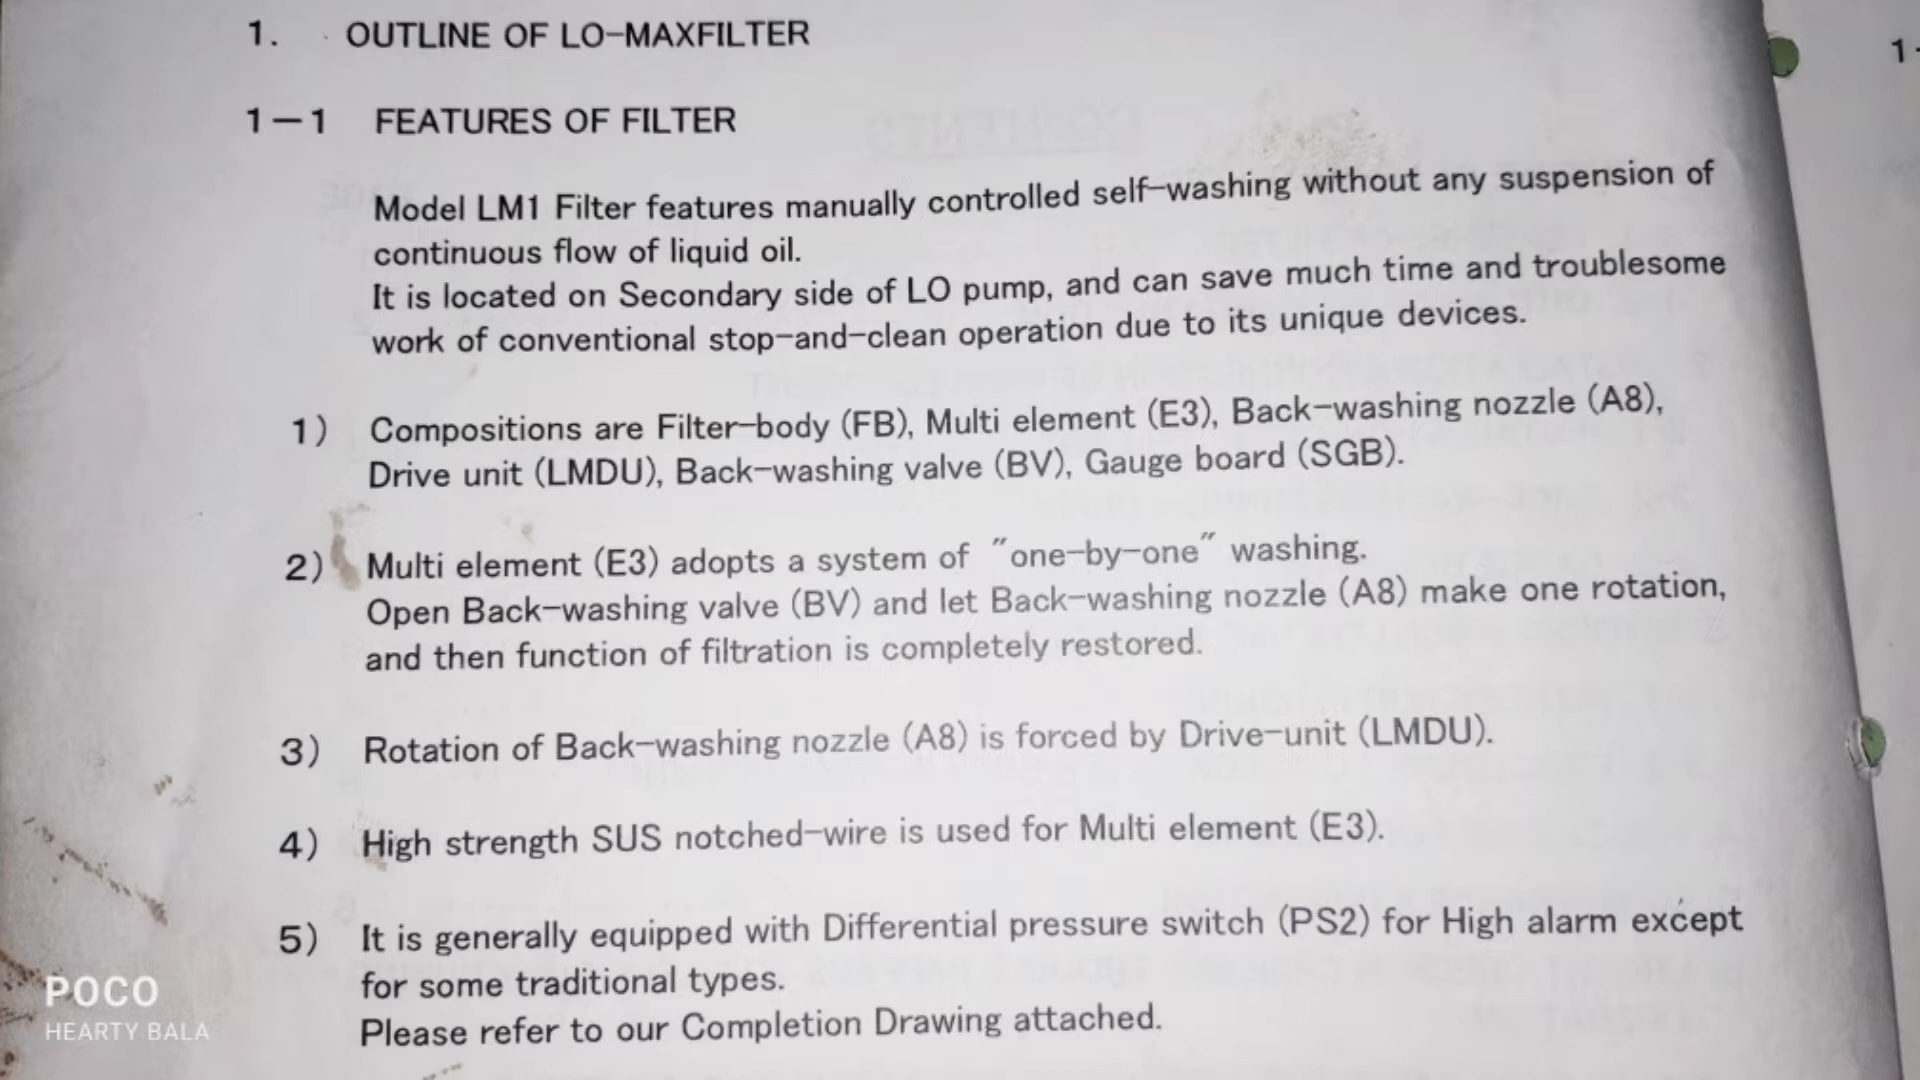 1. OUTLINE OF LO-MAXFILTER
1-1 FEATURES OF FILTER
Model LM1 Filter features manually controlled self-washing without any suspension of
continuous flow of liquid oil.
It is located on Secondary side of LO pump, and can save much time and troublesome
work of conventional stop-and-clean operation due to its unique devices.
1) Compositions are Filter-body (FB), Multi element (E3), Back-washing nozzle (A8),
Drive unit (LMDU), Back-washing valve (BV), Gauge board (SGB).
2) Multi element (E3) adopts a system of "one-by-one" washing.
Open Back-washing valve (BV) and let Back-washing nozzle (A8) make one rotation,
and then function of filtration is completely restored.
3) Rotation of Back-washing nozzle (A8) is forced by Drive-unit (LMDU).
4) High strength SUS notched-wire is used for Multi element (E3).
5) It is generally equipped with Differential pressure switch (PS2) for High alarm except
for some traditional types.
Please refer to our Completion Drawing attached.
POCO
HEARTY BALA